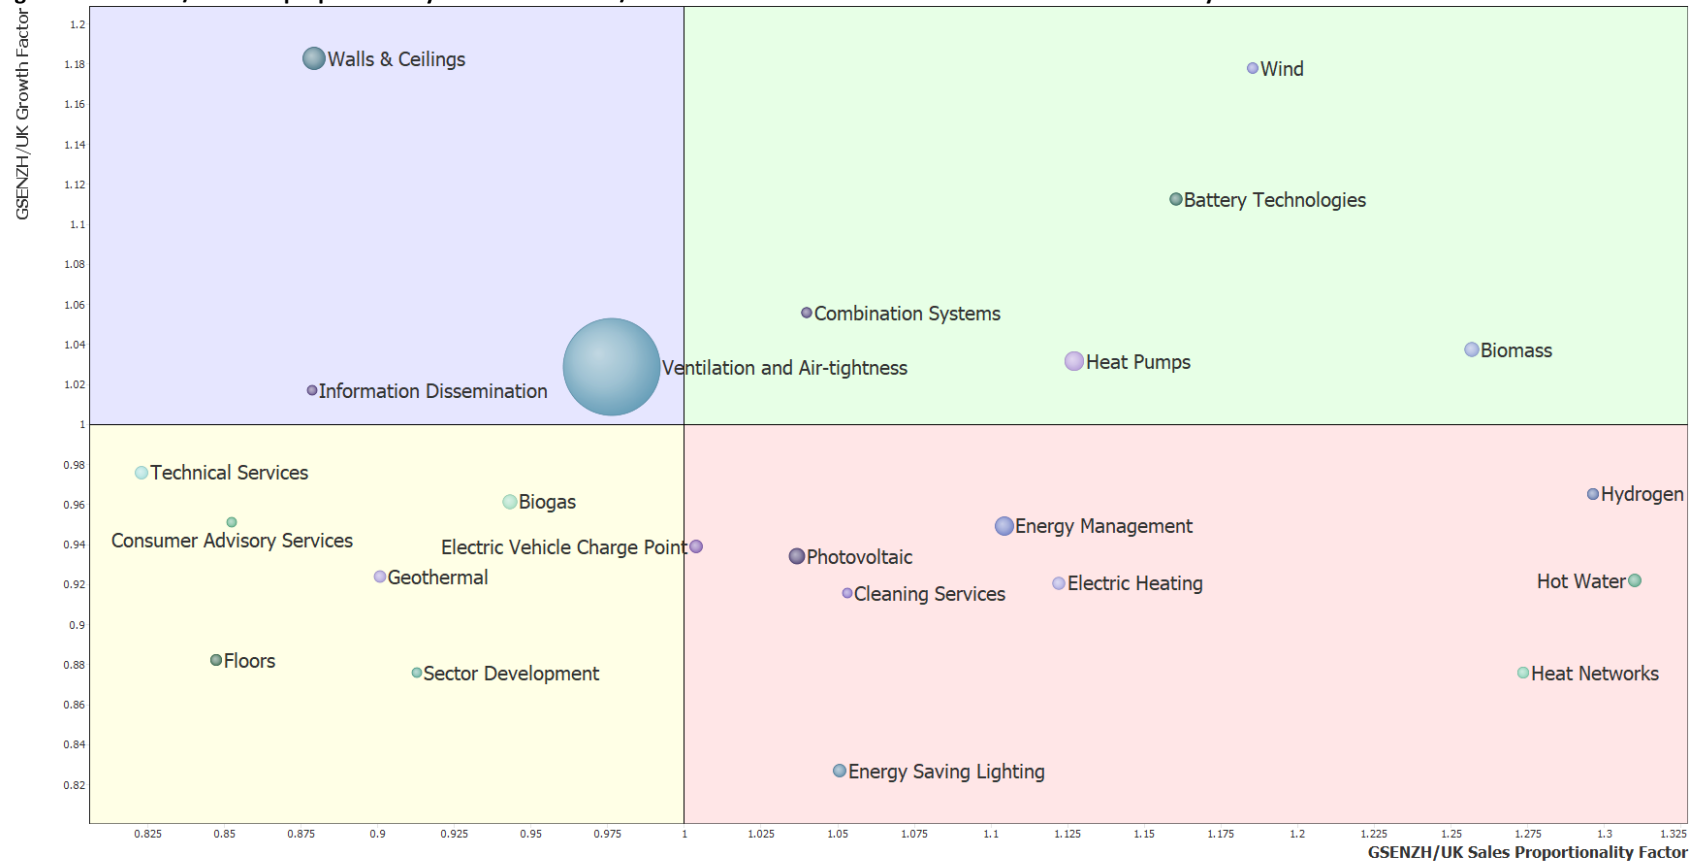 GSENZH/UK Growth Factor
1.2
1.18
1.16
1.14
1.12
1.1
1.08
1.06
1.04
1.02
1
0.98
0.96
0.94
0.92
0.9
0.88
0.86
0.84
0.82
Walls & Ceilings
Wind
Battery Technologies
Combination Systems
Biomass
Heat Pumps
Ventilation and Air-tightness
Information Dissemination
Technical Services
Hydrogen
Biogas
Energy Management
Consumer Advisory Services
Electric Vehicle Charge Point
Photovoltaic
Geothermal
Hot Water
Electric Heating
Cleaning Services
Floors
Sector Development
Heat Networks
Energy Saving Lighting
0.825 0.85 0.875 0.9 0.925 0.95 0.975 1 1.025 1.05 1.075 1.1 1.125 1.15 1.175 1.2 1.225 1.25 1.275 1.3 1.325
GSENZH/UK Sales Proportionality Factor